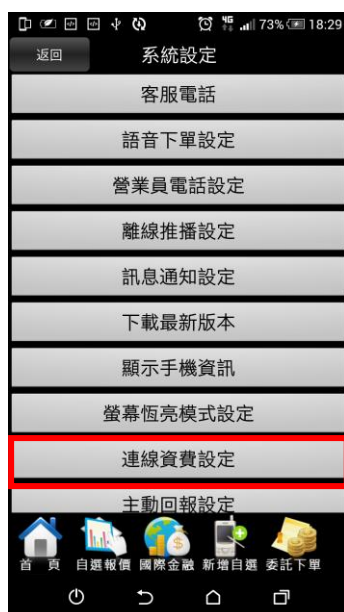 4G 73% 18:29
返回 系統設定
客服電話
語音下單設定
營業員電話設定
離線推播設定
訊息通知設定
下載最新版本
顯示手機資訊
螢幕恆亮模式設定
連線資費設定
主動回報設定
首 頁 自選報價 國際金融 新增自選 委託下單